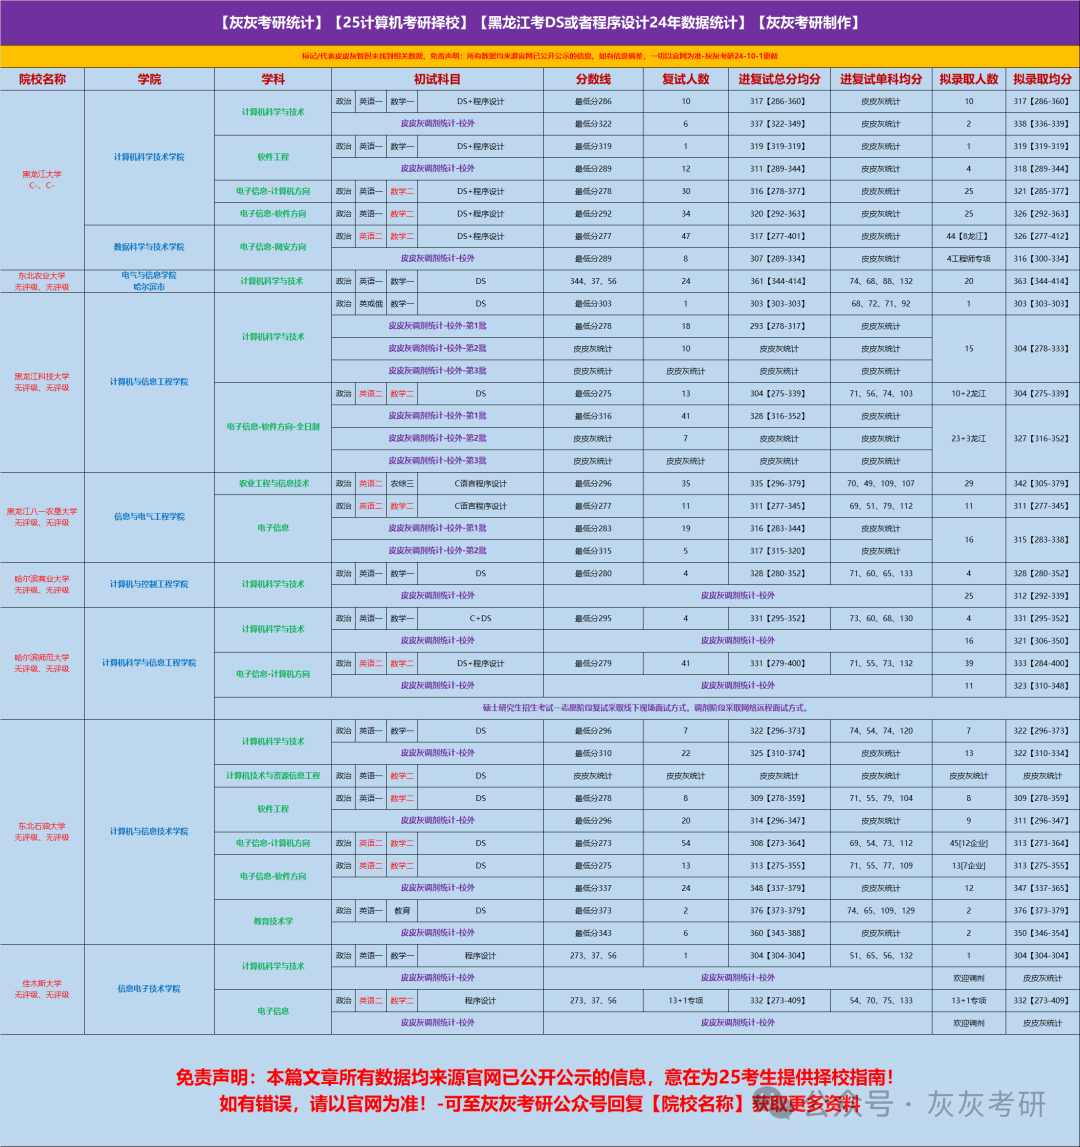 【灰灰考研统计】【25计算机考研择校】【黑龙江考DS或者程序设计24年数据统计】【灰灰考研制作】
标记/代表皮皮灰暂时未找到相关数据。免责声明：所有数据均来源官网已公开公示的信息。如有信息偏差，一切以官网为准-灰灰考研24-10-1更新
院校名称 学院 学科 初试科目 分数线 复试人数 进复试总分均分 进复试单科均分 拟录取人数 拟录取均分
黑龙江大学
C-、C-
计算机科学技术学院
计算机科学与技术 政治 英语一 数学一 DS+程序设计 最低分286 10 317【286-360】 皮皮灰统计 10 317【286-360】
皮皮灰调剂统计-校外 最低分322 6 337【322-349】 皮皮灰统计 2 338【336-339】
软件工程 政治 英语一 数学一 DS+程序设计 最低分319 1 319【319-319】 皮皮灰统计 1 319【319-319】
皮皮灰调剂统计-校外 最低分289 12 311【289-344】 皮皮灰统计 4 318【289-344】
电子信息-计算机方向 政治 英语一 数学二 DS+程序设计 最低分278 30 316【278-377】 皮皮灰统计 25 321【285-377】
电子信息-软件方向 政治 英语一 数学二 DS+程序设计 最低分292 34 320【292-363】 皮皮灰统计 25 326【292-363】
数据科学与技术学院
电子信息-网安方向 政治 英语二 数学二 DS+程序设计 最低分277 47 317【277-401】 皮皮灰统计 44【8龙江】 326【277-412】
皮皮灰调剂统计-校外 最低分289 8 307【289-334】 皮皮灰统计 4工程师专项 316【300-334】
东北农业大学
无评级、无评级
电气与信息学院
哈尔滨市
计算机科学与技术 政治 英语一 数学一 DS 344、37、56 24 361【344-414】 74、68、88、132 20 363【344-414】
黑龙江科技大学
无评级、无评级
计算机与信息工程学院
计算机科学与技术 政治 英或俄 数学一 DS 最低分303 1 303【303-303】 68、72、71、92 1 303【303-303】
皮皮灰调剂统计-校外-第1批 最低分278 18 293【278-317】 皮皮灰统计 15 304【278-333】
皮皮灰调剂统计-校外-第2批 皮皮灰统计 10 皮皮灰统计 皮皮灰统计
皮皮灰调剂统计-校外-第3批 皮皮灰统计 皮皮灰统计 皮皮灰统计 皮皮灰统计
电子信息-软件方向-全日制 政治 英语二 数学二 DS 最低分275 13 304【275-339】 71、56、74、103 10+2龙江 304【275-339】
皮皮灰调剂统计-校外-第1批 最低分316 41 328【316-352】 皮皮灰统计 23+3龙江 327【316-352】
皮皮灰调剂统计-校外-第2批 皮皮灰统计 7 皮皮灰统计 皮皮灰统计
皮皮灰调剂统计-校外-第3批 皮皮灰统计 皮皮灰统计 皮皮灰统计 皮皮灰统计
黑龙江八一农垦大学
无评级、无评级
信息与电气工程学院
农业工程与信息技术 政治 英语二 农综三 C语言程序设计 最低分296 35 335【296-379】 70、49、109、107 29 342【305-379】
电子信息 政治 英语二 数学二 C语言程序设计 最低分277 11 311【277-345】 69、51、79、112 11 311【277-345】
皮皮灰调剂统计-校外-第1批 最低分283 19 316【283-344】 皮皮灰统计 16 315【283-338】
皮皮灰调剂统计-校外-第2批 最低分315 5 317【315-320】 皮皮灰统计
哈尔滨商业大学
无评级、无评级
计算机与控制工程学院
计算机科学与技术 政治 英语一 数学一 DS 最低分280 4 328【280-352】 71、60、65、133 4 328【280-352】
皮皮灰调剂统计-校外 皮皮灰调剂统计-校外 25 312【292-339】
哈尔滨师范大学
无评级、无评级
计算机科学与信息工程学院
计算机科学与技术 政治 英语一 数学一 C+DS 最低分295 4 331【295-352】 73、60、68、130 4 331【295-352】
皮皮灰调剂统计-校外 皮皮灰调剂统计-校外 16 321【306-350】
电子信息-计算机方向 政治 英语二 数学二 DS+程序设计 最低分279 41 331【279-400】 71、55、73、132 39 333【284-400】
皮皮灰调剂统计-校外 皮皮灰调剂统计-校外 11 323【310-348】
硕士研究生招生考试一志愿阶段复试采取线下现场面试方式。调剂阶段采取网络远程面试方式。
东北石油大学
无评级、无评级
计算机与信息技术学院
计算机科学与技术 政治 英语一 数学一 DS 最低分296 7 322【296-373】 74、54、74、120 7 322【296-373】
皮皮灰调剂统计-校外 最低分310 22 325【310-374】 皮皮灰统计 13 322【310-334】
计算机技术与资源信息工程 政治 英语一 数学二 DS 皮皮灰统计 皮皮灰统计 皮皮灰统计 皮皮灰统计 皮皮灰统计 皮皮灰统计
软件工程 政治 英语一 数学二 DS 最低分278 8 309【278-359】 71、55、79、104 8 309【278-359】
皮皮灰调剂统计-校外 最低分296 20 314【296-347】 皮皮灰统计 9 311【296-347】
电子信息-计算机方向 政治 英语二 数学二 DS 最低分273 54 308【273-364】 69、54、73、112 45[12企业] 313【273-364】
电子信息-软件方向 政治 英语二 数学二 DS 最低分275 13 313【275-355】 71、55、77、109 13[7企业] 313【275-355】
皮皮灰调剂统计-校外 最低分337 24 348【337-379】 皮皮灰统计 12 347【337-365】
教育技术学 政治 英语一 教育 DS 最低分373 2 376【373-379】 74、65、109、129 2 376【373-379】
皮皮灰调剂统计-校外 最低分343 6 360【343-388】 皮皮灰统计 2 350【346-354】
佳木斯大学
无评级、无评级
信息电子技术学院
计算机科学与技术 政治 英语一 数学一 程序设计 273、37、56 1 304【304-304】 51、65、56、132 1 304【304-304】
皮皮灰调剂统计-校外 皮皮灰调剂统计-校外 欢迎调剂 皮皮灰统计
电子信息 政治 英语二 数学二 程序设计 273、37、56 13+1专项 332【273-409】 54、70、75、133 13+1专项 332【273-409】
皮皮灰调剂统计-校外 皮皮灰调剂统计-校外 欢迎调剂 皮皮灰统计
免责声明：本篇文章所有数据均来源官网已公开公示的信息，意在为25考生提供择校指南！
如有错误，请以官网为准！-可至灰灰考研公众号回复【院校名称】获取更多资料
公众号·灰灰考研